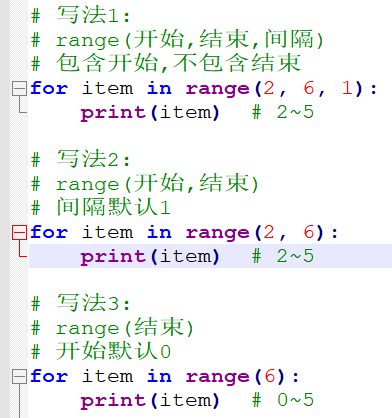 # 写法1:
# range(开始,结束,间隔)
# 包含开始,不包含结束
for item in range(2, 6, 1):
    print(item)  # 2~5
# 写法2:
# range(开始,结束)
# 间隔默认1
for item in range(2, 6):
    print(item)  # 2~5
# 写法3:
# range(结束)
# 开始默认0
for item in range(6):
    print(item)  # 0~5